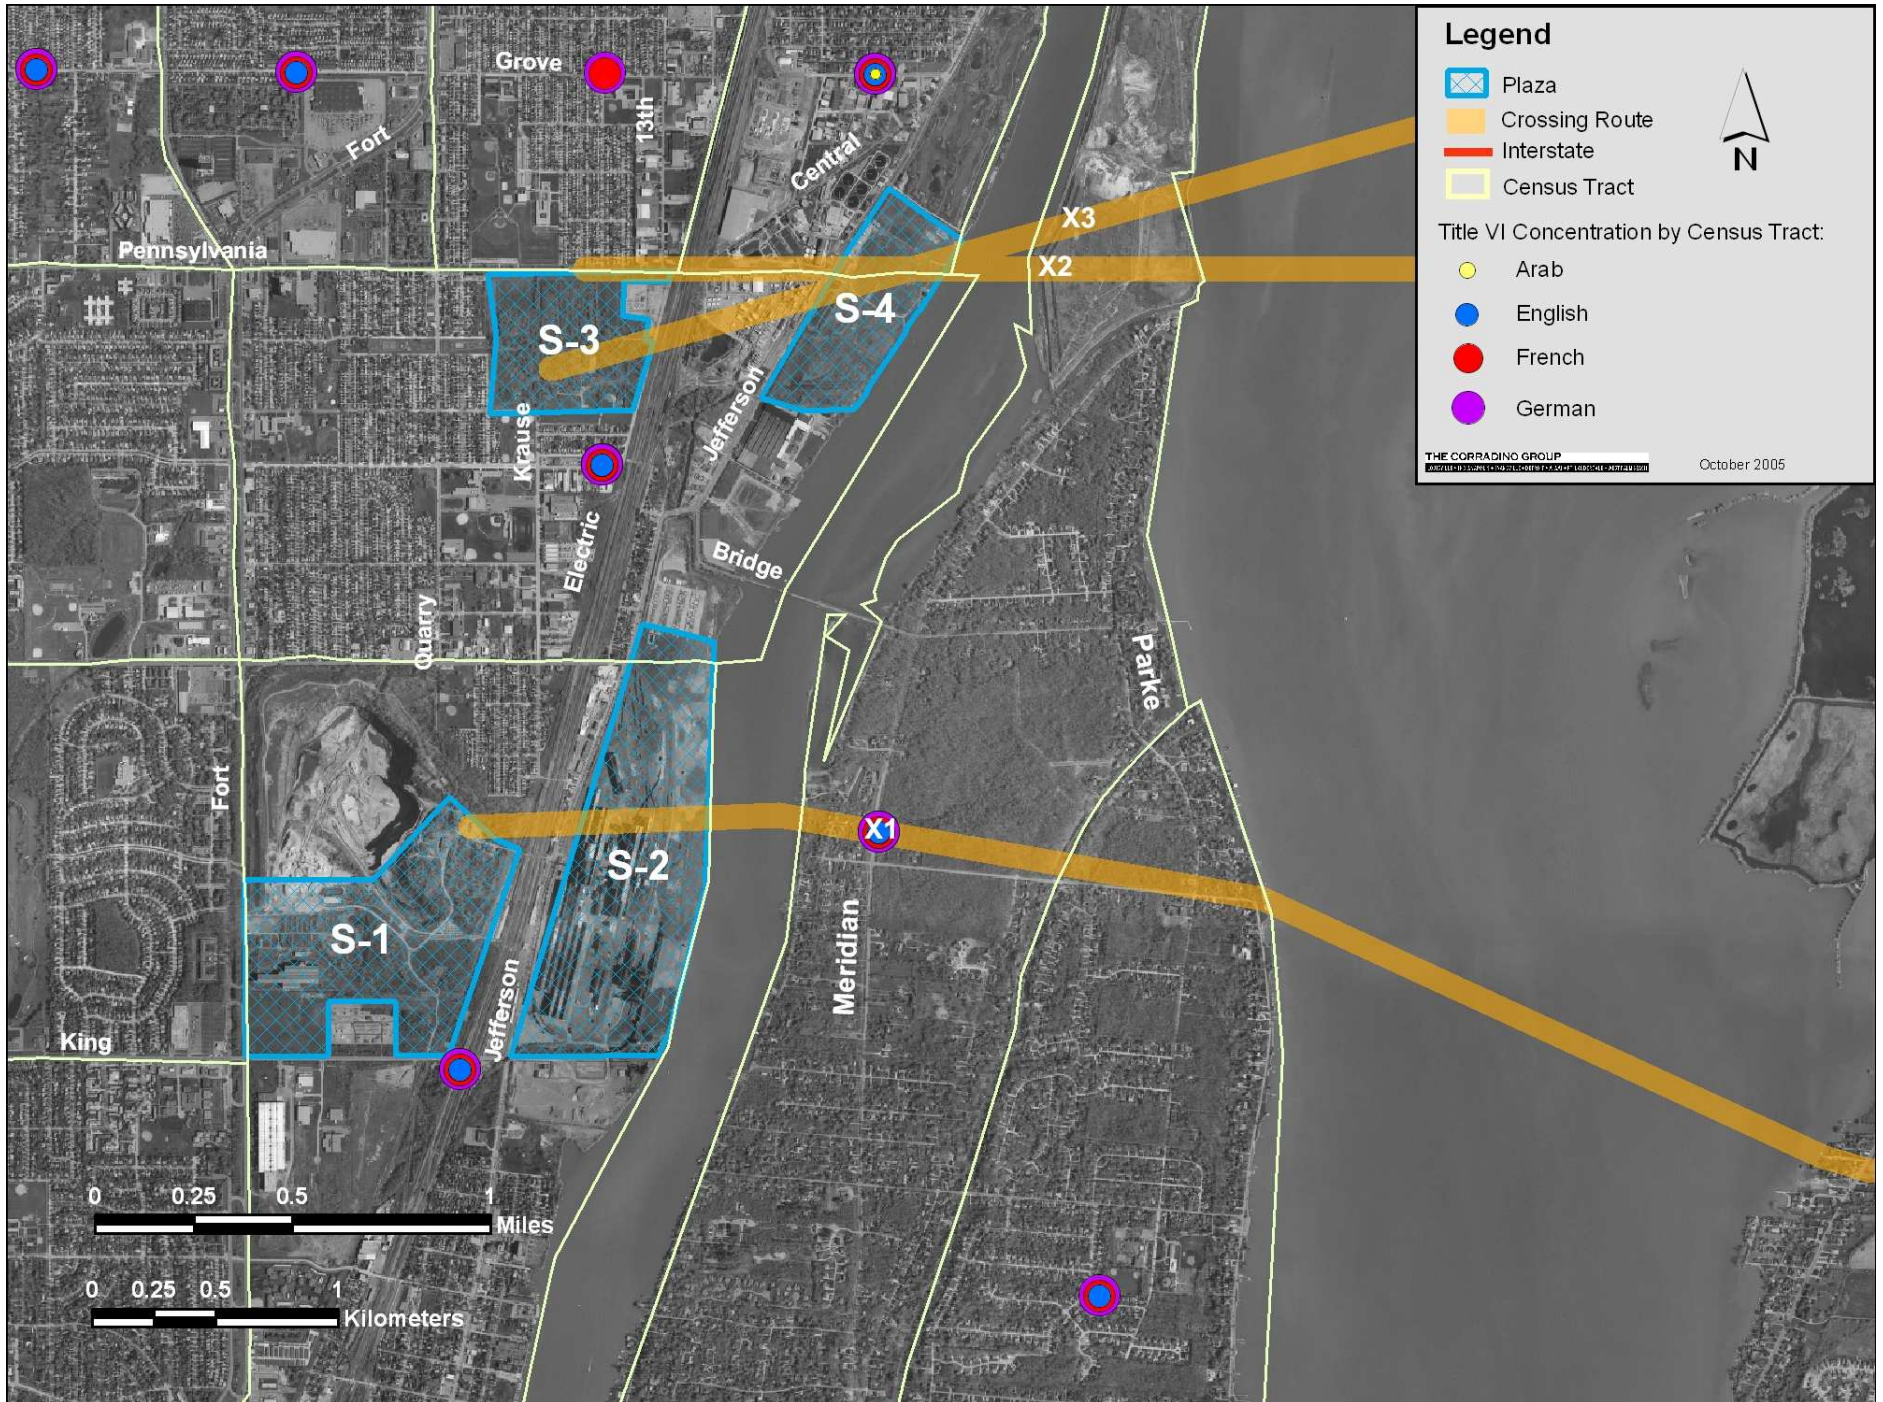 Legend
Plaza
Crossing Route
Interstate
Census Tract
N
Title VI Concentration by Census Tract:
Arab
English
French
German
THE CORRADINO GROUP
October 2005
Grove
13th
Fort
Central
Pennsylvania
X3
X2
S-3
S-4
Jefferson
Krause
Electric
Bridge
Quarry
Parke
Fort
X1
S-2
S-1
Meridian
Jefferson
King
0 0.25 0.5 1
Miles
0 0.25 0.5 1
Kilometers